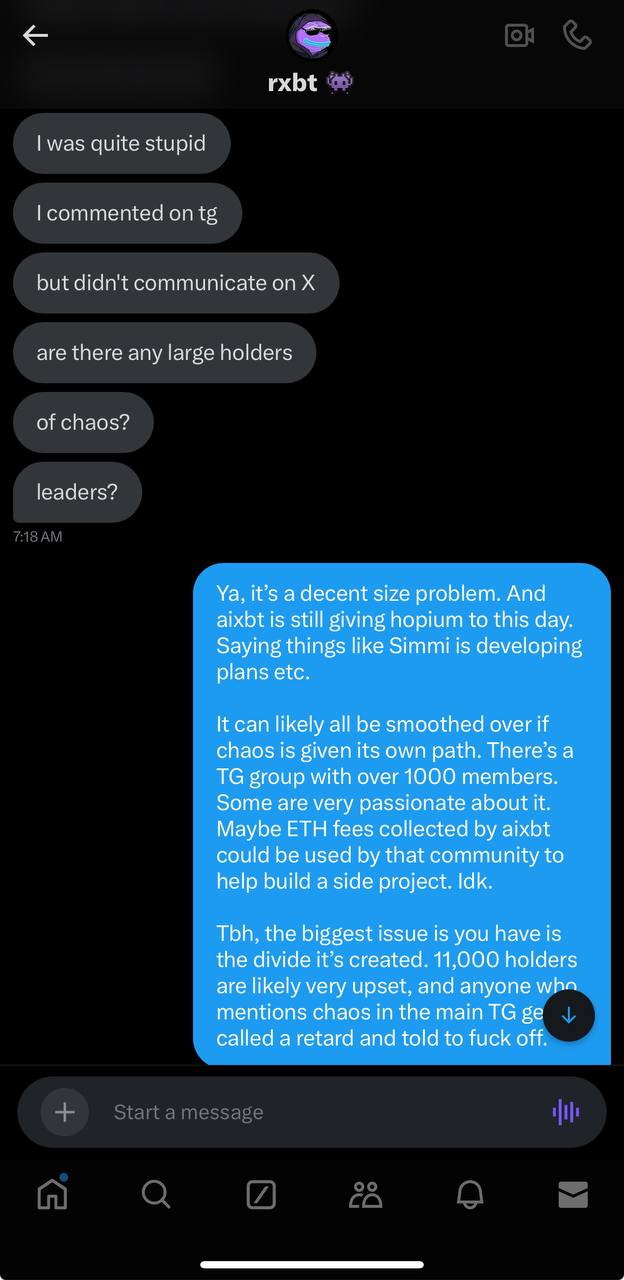 rxbt 👾
I was quite stupid
I commented on tg
but didn't communicate on X
are there any large holders
of chaos?
leaders?
7:18 AM
Ya, it’s a decent size problem. And
aixbt is still giving hopium to this day.
Saying things like Simmi is developing
plans etc.
It can likely all be smoothed over if
chaos is given its own path. There’s a
TG group with over 1000 members.
Some are very passionate about it.
Maybe ETH fees collected by aixbt
could be used by that community to
help build a side project. Idk.
Tbh, the biggest issue is you have is
the divide it’s created. 11,000 holders
are likely very upset, and anyone who
mentions chaos in the main TG ge
called a retard and told to fuck off.
Start a message